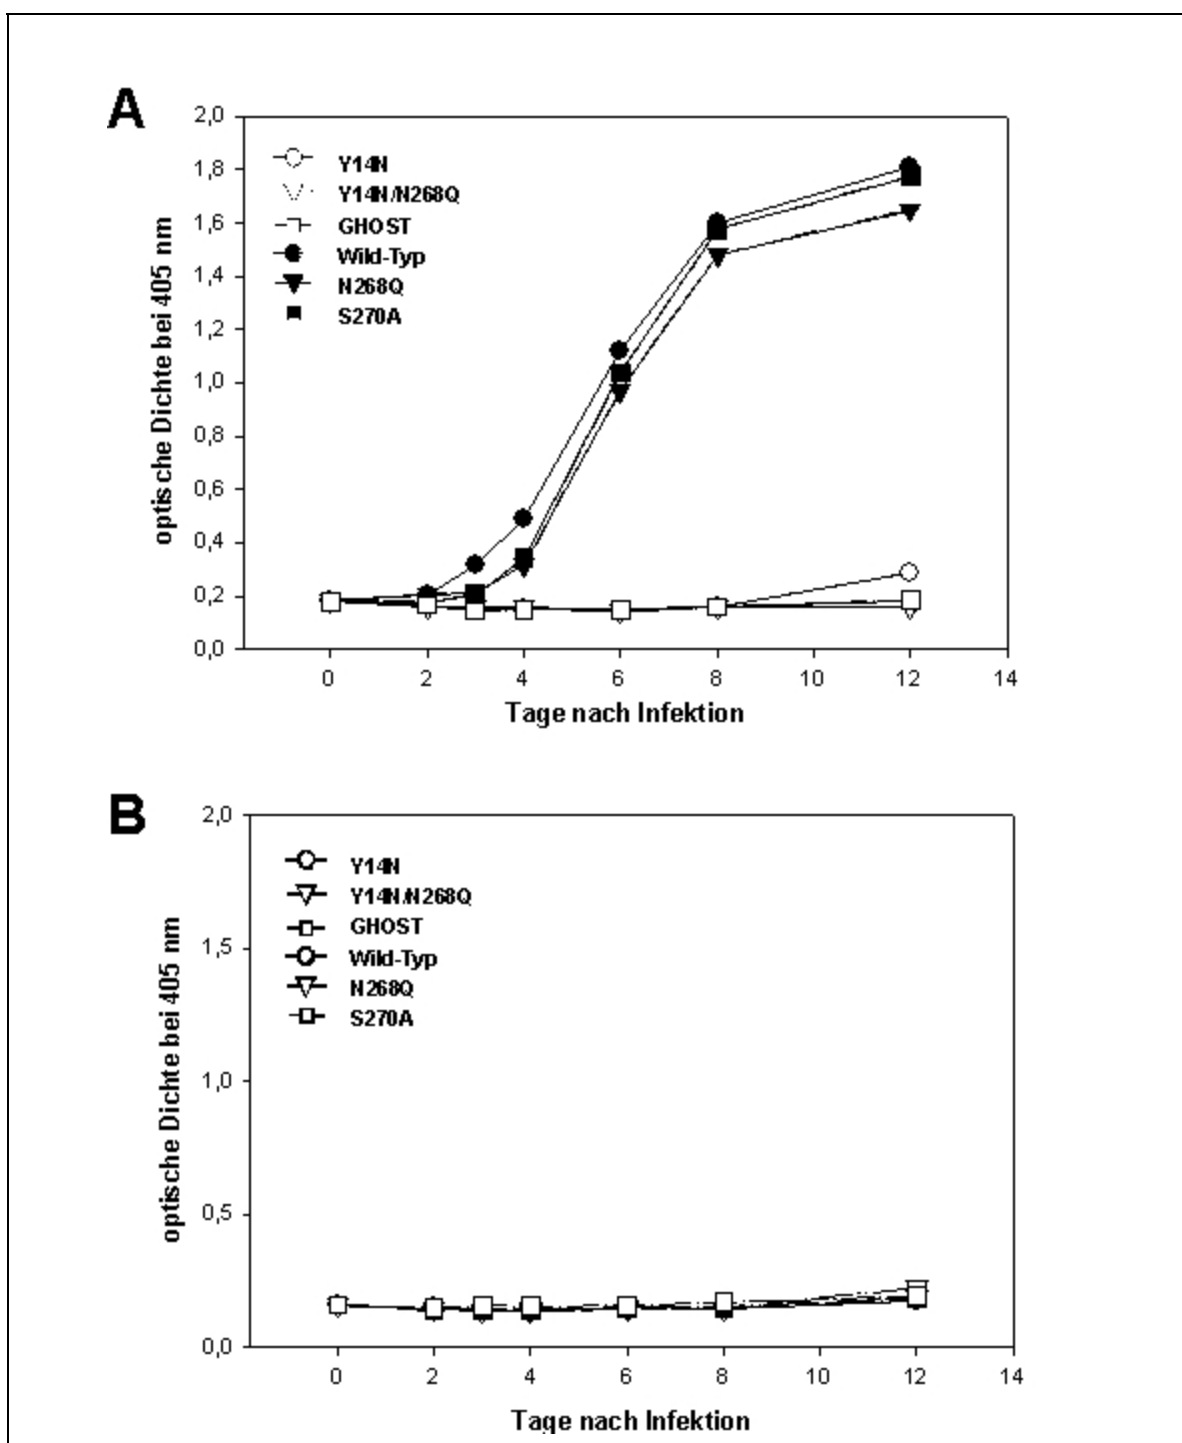 A
2,0
1,8
1,6
1,4
1,2
1,0
0,8
0,6
0,4
0,2
0,0
optische Dichte bei 405 nm
Y14N
Y14N/N268Q
GHOST
Wild-Typ
N268Q
S270A
0 2 4 6 8 10 12 14
Tage nach Infektion
B
2,0
1,5
1,0
0,5
0,0
optische Dichte bei 405 nm
Y14N
Y14N/N268Q
GHOST
Wild-Typ
N268Q
S270A
0 2 4 6 8 10 12 14
Tage nach Infektion